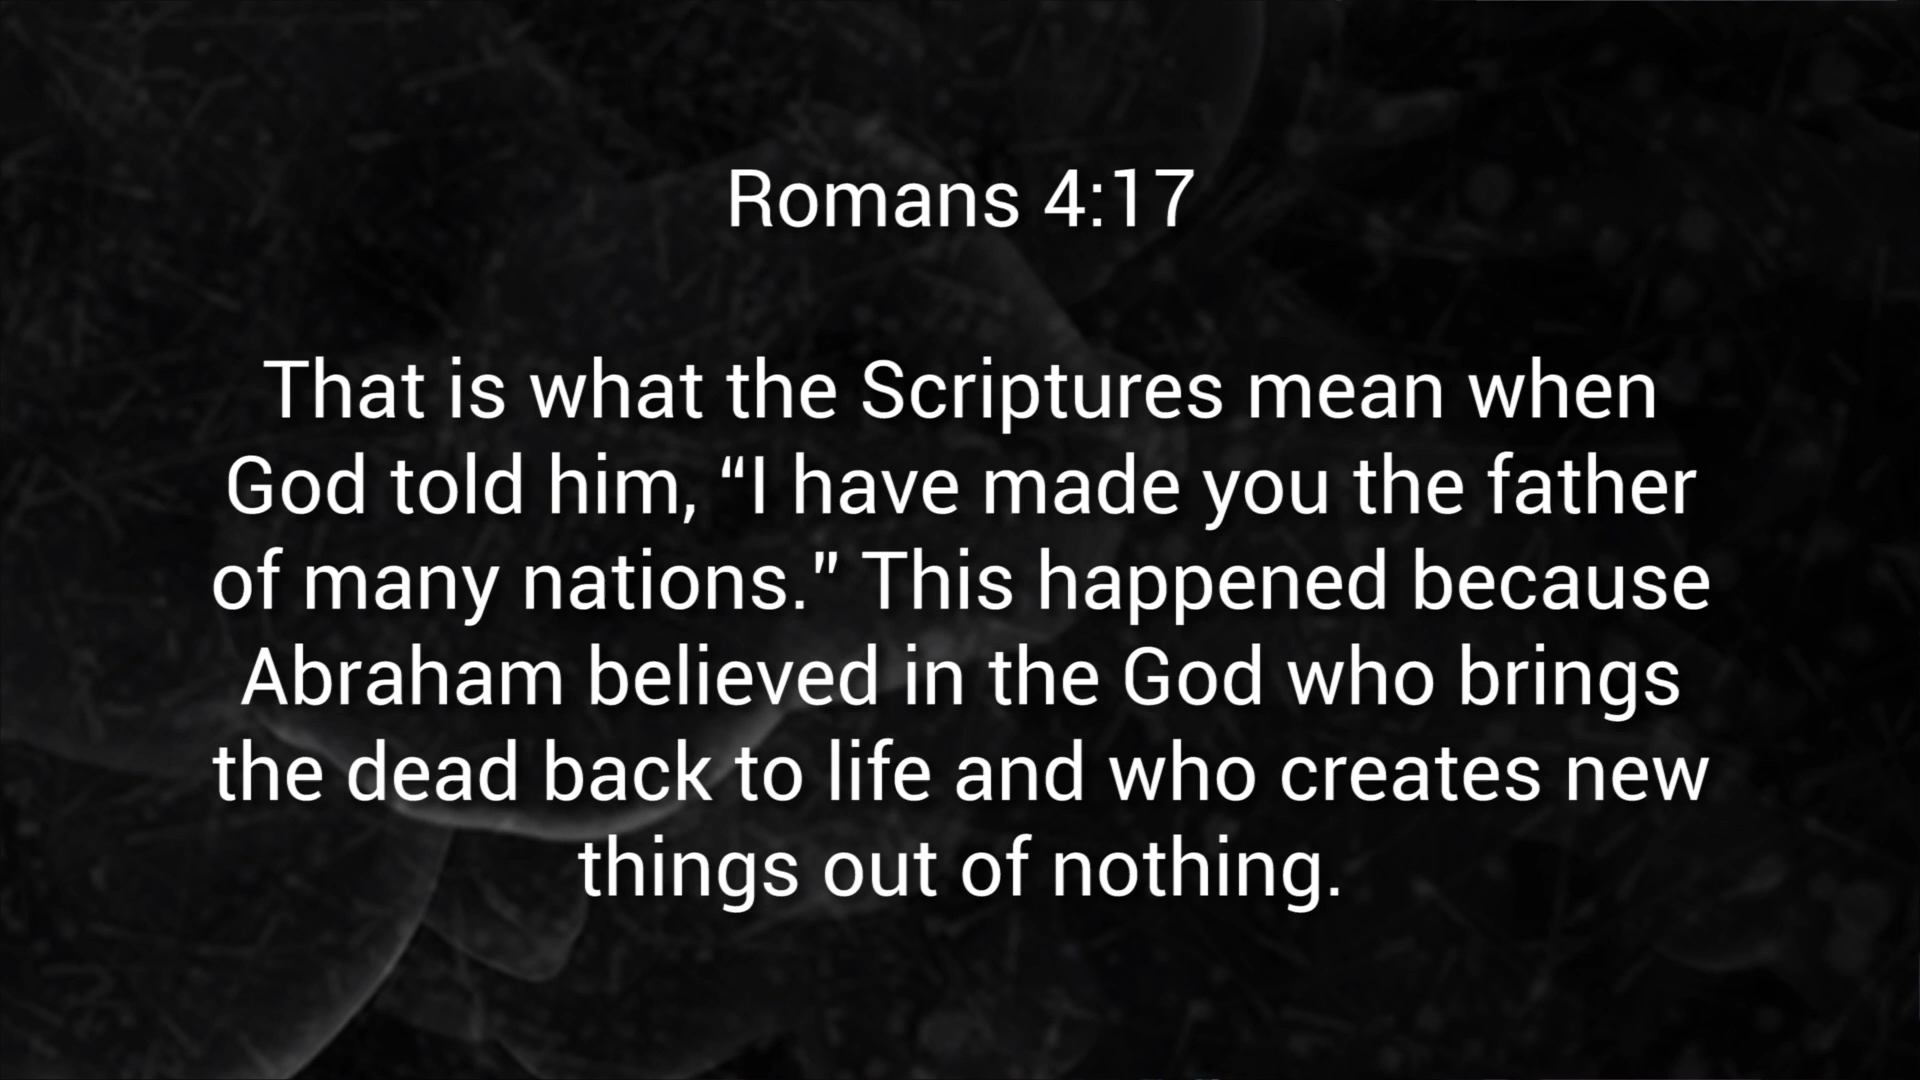 Romans 4:17
That is what the Scriptures mean when
God told him, “I have made you the father
of many nations.” This happened because
Abraham believed in the God who brings
the dead back to life and who creates new
things out of nothing.